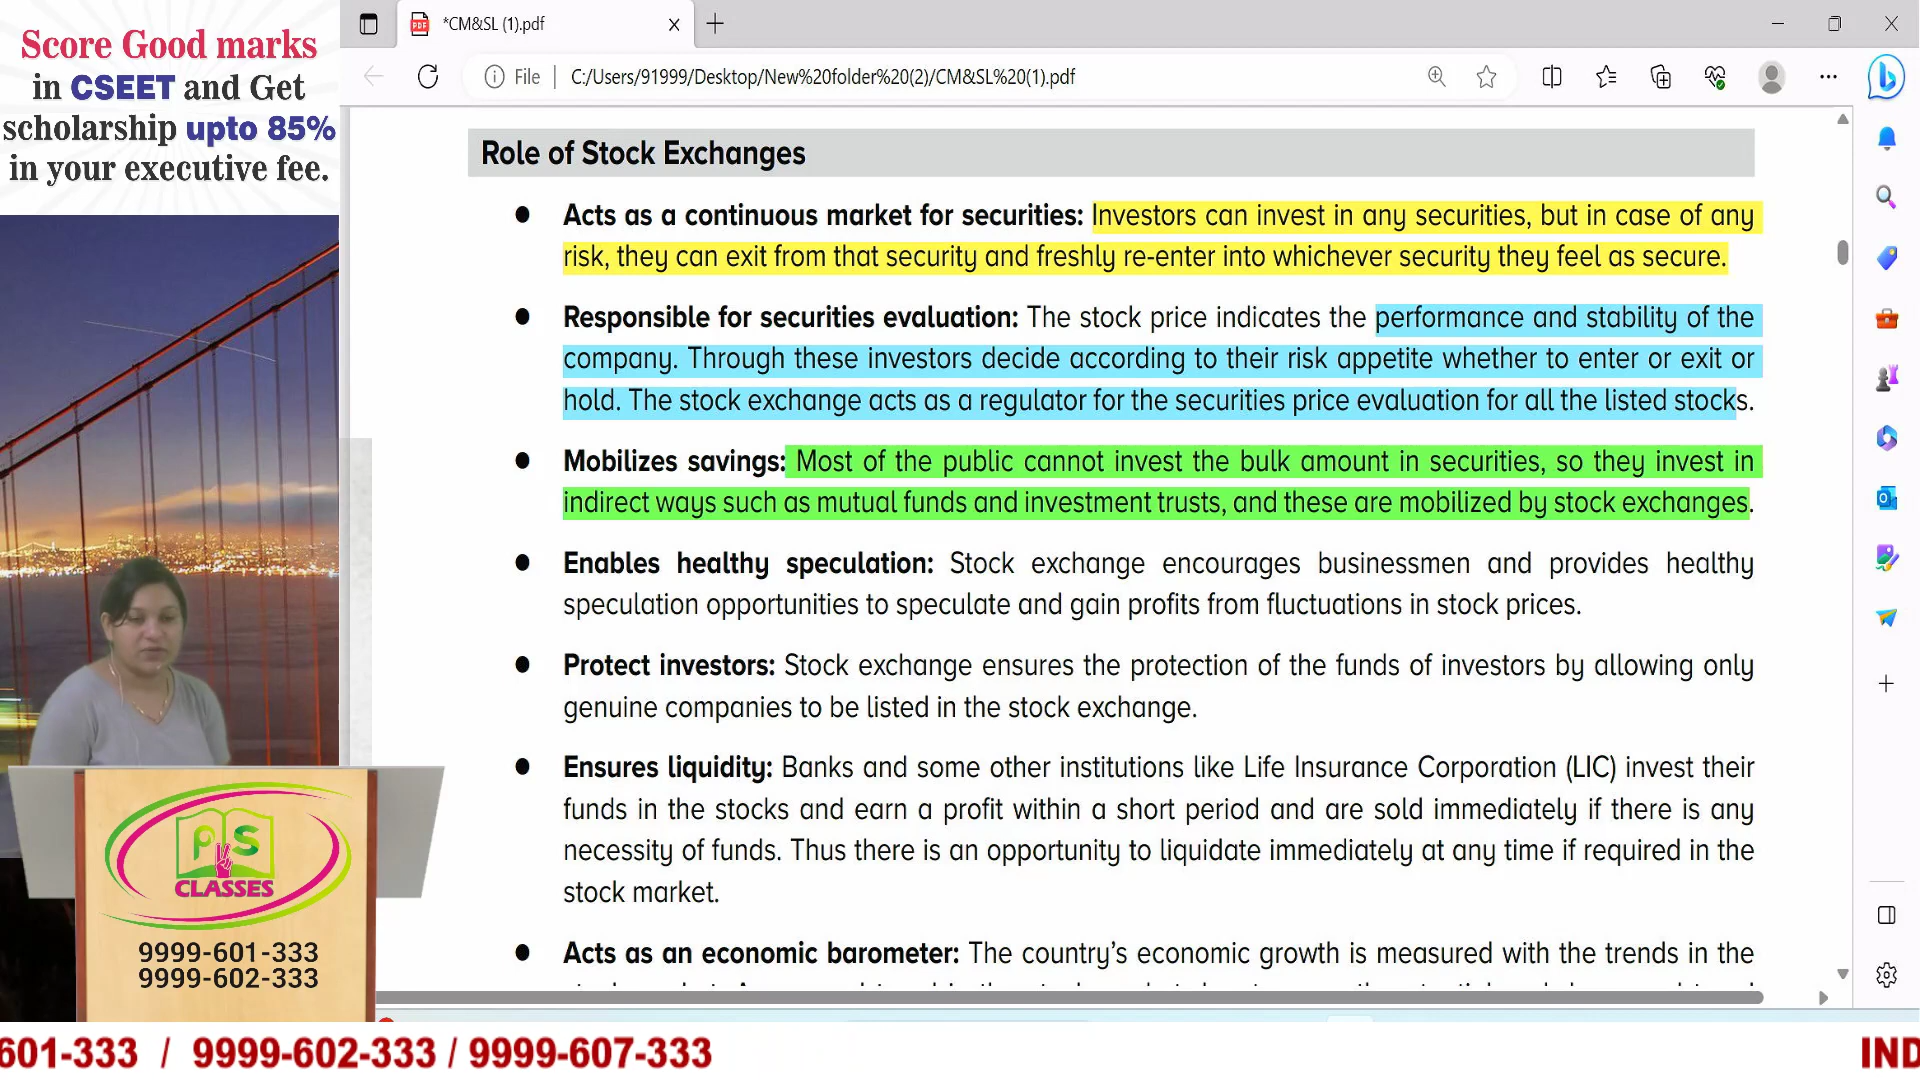 Score Good marks
in CSEET and Get
scholarship upto 85%
in your executive fee.
*CM&SL (1).pdf
File
C:/Users/91999/Desktop/New%20folder%20(2)/CM&SL%20(1).pdf
Role of Stock Exchanges
● Acts as a continuous market for securities: Investors can invest in any securities, but in case of any
risk, they can exit from that security and freshly re-enter into whichever security they feel as secure.
● Responsible for securities evaluation: The stock price indicates the performance and stability of the
company. Through these investors decide according to their risk appetite whether to enter or exit or
hold. The stock exchange acts as a regulator for the securities price evaluation for all the listed stocks.
● Mobilizes savings: Most of the public cannot invest the bulk amount in securities, so they invest in
indirect ways such as mutual funds and investment trusts, and these are mobilized by stock exchanges.
● Enables healthy speculation: Stock exchange encourages businessmen and provides healthy
speculation opportunities to speculate and gain profits from fluctuations in stock prices.
● Protect investors: Stock exchange ensures the protection of the funds of investors by allowing only
genuine companies to be listed in the stock exchange.
● Ensures liquidity: Banks and some other institutions like Life Insurance Corporation (LIC) invest their
funds in the stocks and earn a profit within a short period and are sold immediately if there is any
necessity of funds. Thus there is an opportunity to liquidate immediately at any time if required in the
stock market.
● Acts as an economic barometer: The country's economic growth is measured with the trends in the
PS
CLASSES
9999-601-333
9999-602-333
601-333 / 9999-602-333 / 9999-607-333
IND